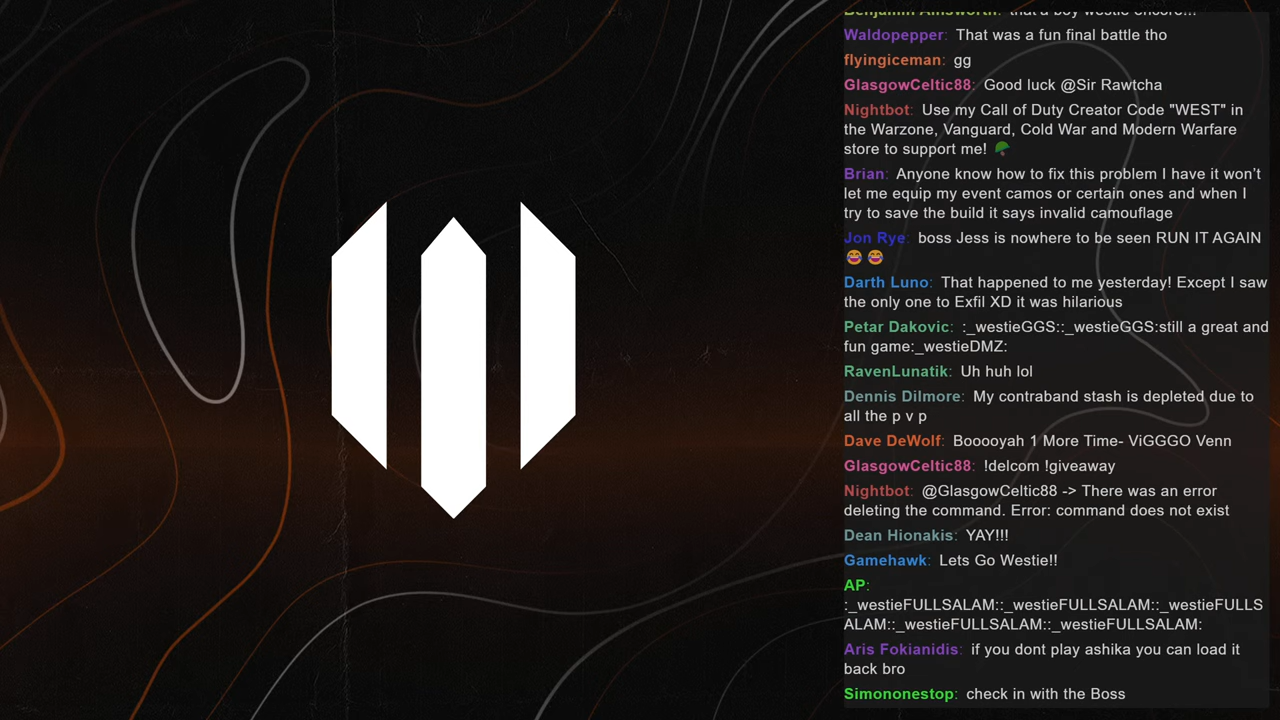 Benjamin Ainsworth: that a boy westie encore!!!
Waldopepper: That was a fun final battle tho
flyingiceman: gg
GlasgowCeltic88: Good luck @Sir Rawtcha
Nightbot: Use my Call of Duty Creator Code "WEST" in
the Warzone, Vanguard, Cold War and Modern Warfare
store to support me!
Brian: Anyone know how to fix this problem I have it won’t
let me equip my event camos or certain ones and when I
try to save the build it says invalid camouflage
Jon Rye: boss Jess is nowhere to be seen RUN IT AGAIN
😂 😂
Darth Luno: That happened to me yesterday! Except I saw
the only one to Exfil XD it was hilarious
Petar Dakovic: :_westieGGS::_westieGGS:still a great and
fun game:_westieDMZ:
RavenLunatik: Uh huh lol
Dennis Dilmore: My contraband stash is depleted due to
all the p v p
Dave DeWolf: Booooyah 1 More Time- ViGGGO Venn
GlasgowCeltic88: !delcom !giveaway
Nightbot: @GlasgowCeltic88 -> There was an error
deleting the command. Error: command does not exist
Dean Hionakis: YAY!!!
Gamehawk: Lets Go Westie!!
AP:
:_westieFULLSALAM::_westieFULLSALAM::_westieFULLS
ALAM::_westieFULLSALAM::_westieFULLSALAM:
Aris Fokianidis: if you dont play ashika you can load it
back bro
Simononestop: check in with the Boss